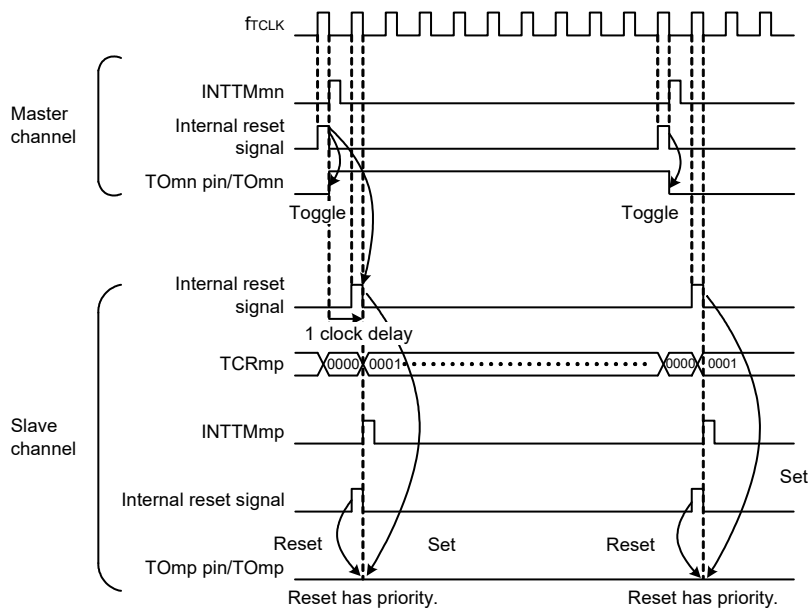 fTCLK
INTTMmn
Master
channel
Internal reset
signal
TOmn pin/TOmn
Toggle
Toggle
Internal reset
signal
1 clock delay
TCRmp
0000
0001
0000
0001
Slave
channel
INTTMmp
Set
Internal reset signal
Reset
Set
Reset
TOmp pin/TOmp
Reset has priority.
Reset has priority.